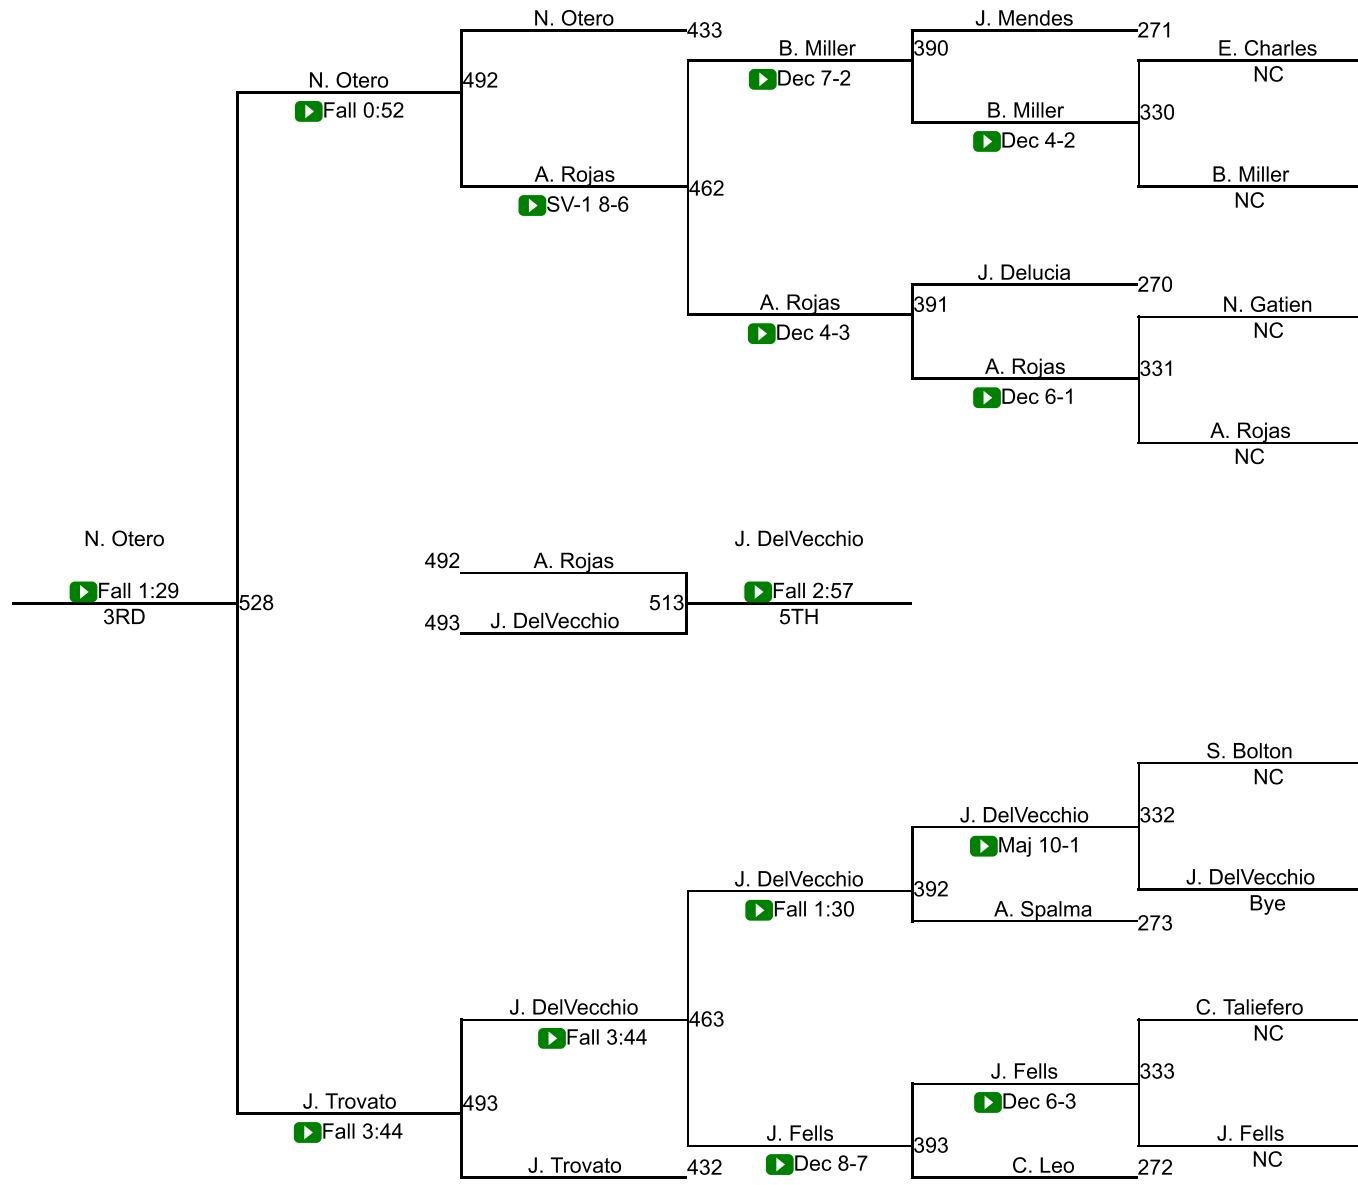 N. Otero
433
J. Mendes
271
B. Miller
390
E. Charles
NC
N. Otero
492
Dec 7-2
Fall 0:52
B. Miller
330
Dec 4-2
A. Rojas
462
B. Miller
NC
SV-1 8-6
J. Delucia
270
A. Rojas
391
N. Gatien
NC
Dec 4-3
A. Rojas
331
Dec 6-1
A. Rojas
NC
N. Otero
Fall 1:29
3RD
528
492
A. Rojas
493
J. DelVecchio
513
J. DelVecchio
Fall 2:57
5TH
S. Bolton
NC
J. DelVecchio
332
Maj 10-1
J. DelVecchio
392
J. DelVecchio
Bye
Fall 1:30
A. Spalma
273
J. DelVecchio
463
C. Taliefero
NC
Fall 3:44
J. Fells
333
Dec 6-3
J. Trovato
493
Fall 3:44
J. Fells
393
J. Fells
NC
Dec 8-7
J. Trovato
432
C. Leo
272